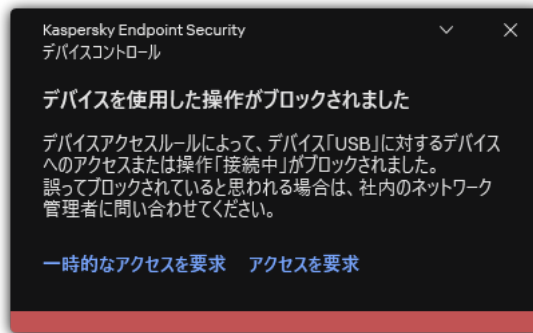 Kaspersky Endpoint Security
デバイスコントロール
デバイスを使用した操作がブロックされました
デバイスアクセスルールによって、デバイス「USB」に対するデバイス
へのアクセスまたは操作「接続中」がブロックされました。
誤ってブロックされていると思われる場合は、社内のネットワーク
管理者に問い合わせてください。
一時的なアクセスを要求 アクセスを要求